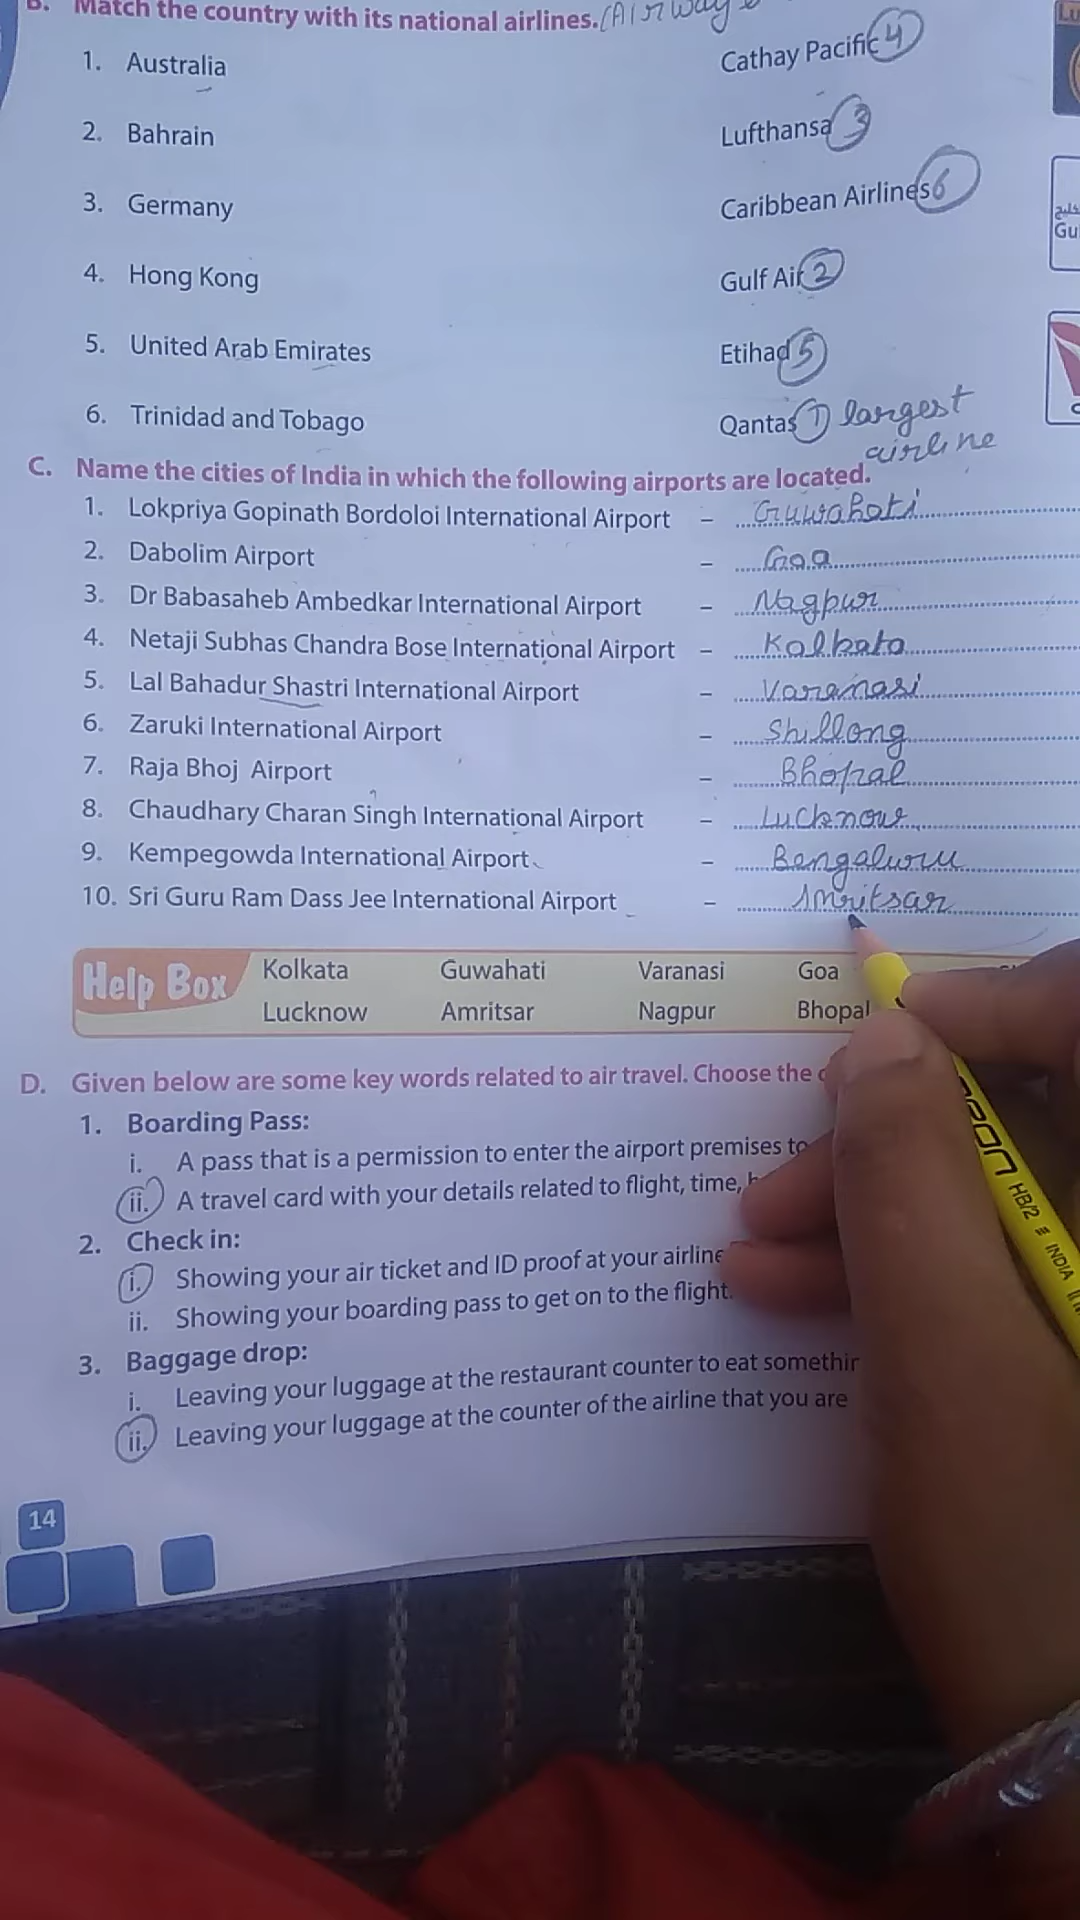 B. Match the country with its national airlines. (Airways
1. Australia Cathay Pacific 4
2. Bahrain Lufthansa 3
3. Germany Caribbean Airlines 6
4. Hong Kong Gulf Air 2
5. United Arab Emirates Etihad 5
6. Trinidad and Tobago Qantas 1 largest
airline
C. Name the cities of India in which the following airports are located.
1. Lokpriya Gopinath Bordoloi International Airport – Guwahati
2. Dabolim Airport – Goa
3. Dr Babasaheb Ambedkar International Airport – Nagpur
4. Netaji Subhas Chandra Bose International Airport – Kolkata
5. Lal Bahadur Shastri International Airport – Varanasi
6. Zaruki International Airport – Shillong
7. Raja Bhoj Airport – Bhopal
8. Chaudhary Charan Singh International Airport – Lucknow
9. Kempegowda International Airport – Bengaluru
10. Sri Guru Ram Dass Jee International Airport – Amritsar
Help Box Kolkata Guwahati Varanasi Goa
Lucknow Amritsar Nagpur Bhopal
D. Given below are some key words related to air travel. Choose the
1. Boarding Pass:
i. A pass that is a permission to enter the airport premises to
ii. A travel card with your details related to flight, time,
2. Check in:
i. Showing your air ticket and ID proof at your airline
ii. Showing your boarding pass to get on to the flight.
3. Baggage drop:
i. Leaving your luggage at the restaurant counter to eat somethin
ii. Leaving your luggage at the counter of the airline that you are
14
Lu
Gu
HB/2 INDIA